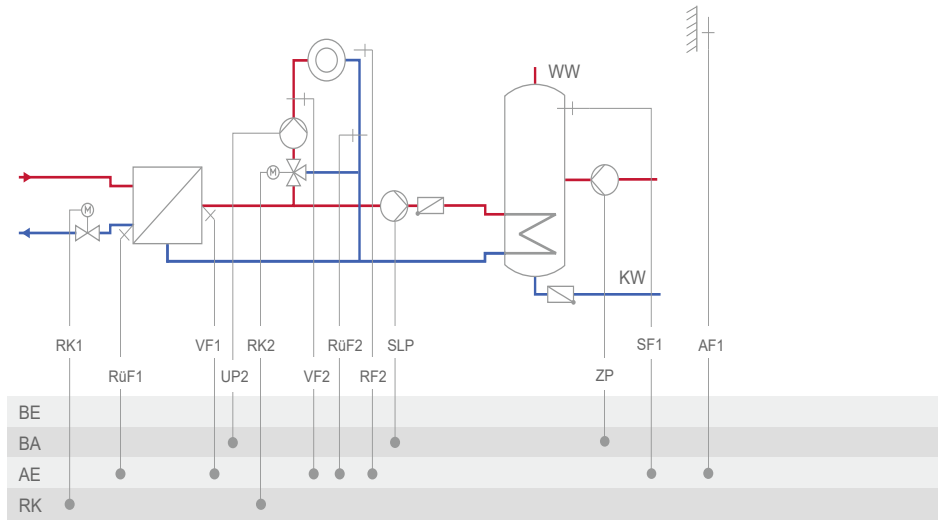 WW
M
M
KW
RK1 VF1 RK2 RüF2 SLP SF1 AF1
RüF1 UP2 VF2 RF2 ZP
BE
BA
AE
RK